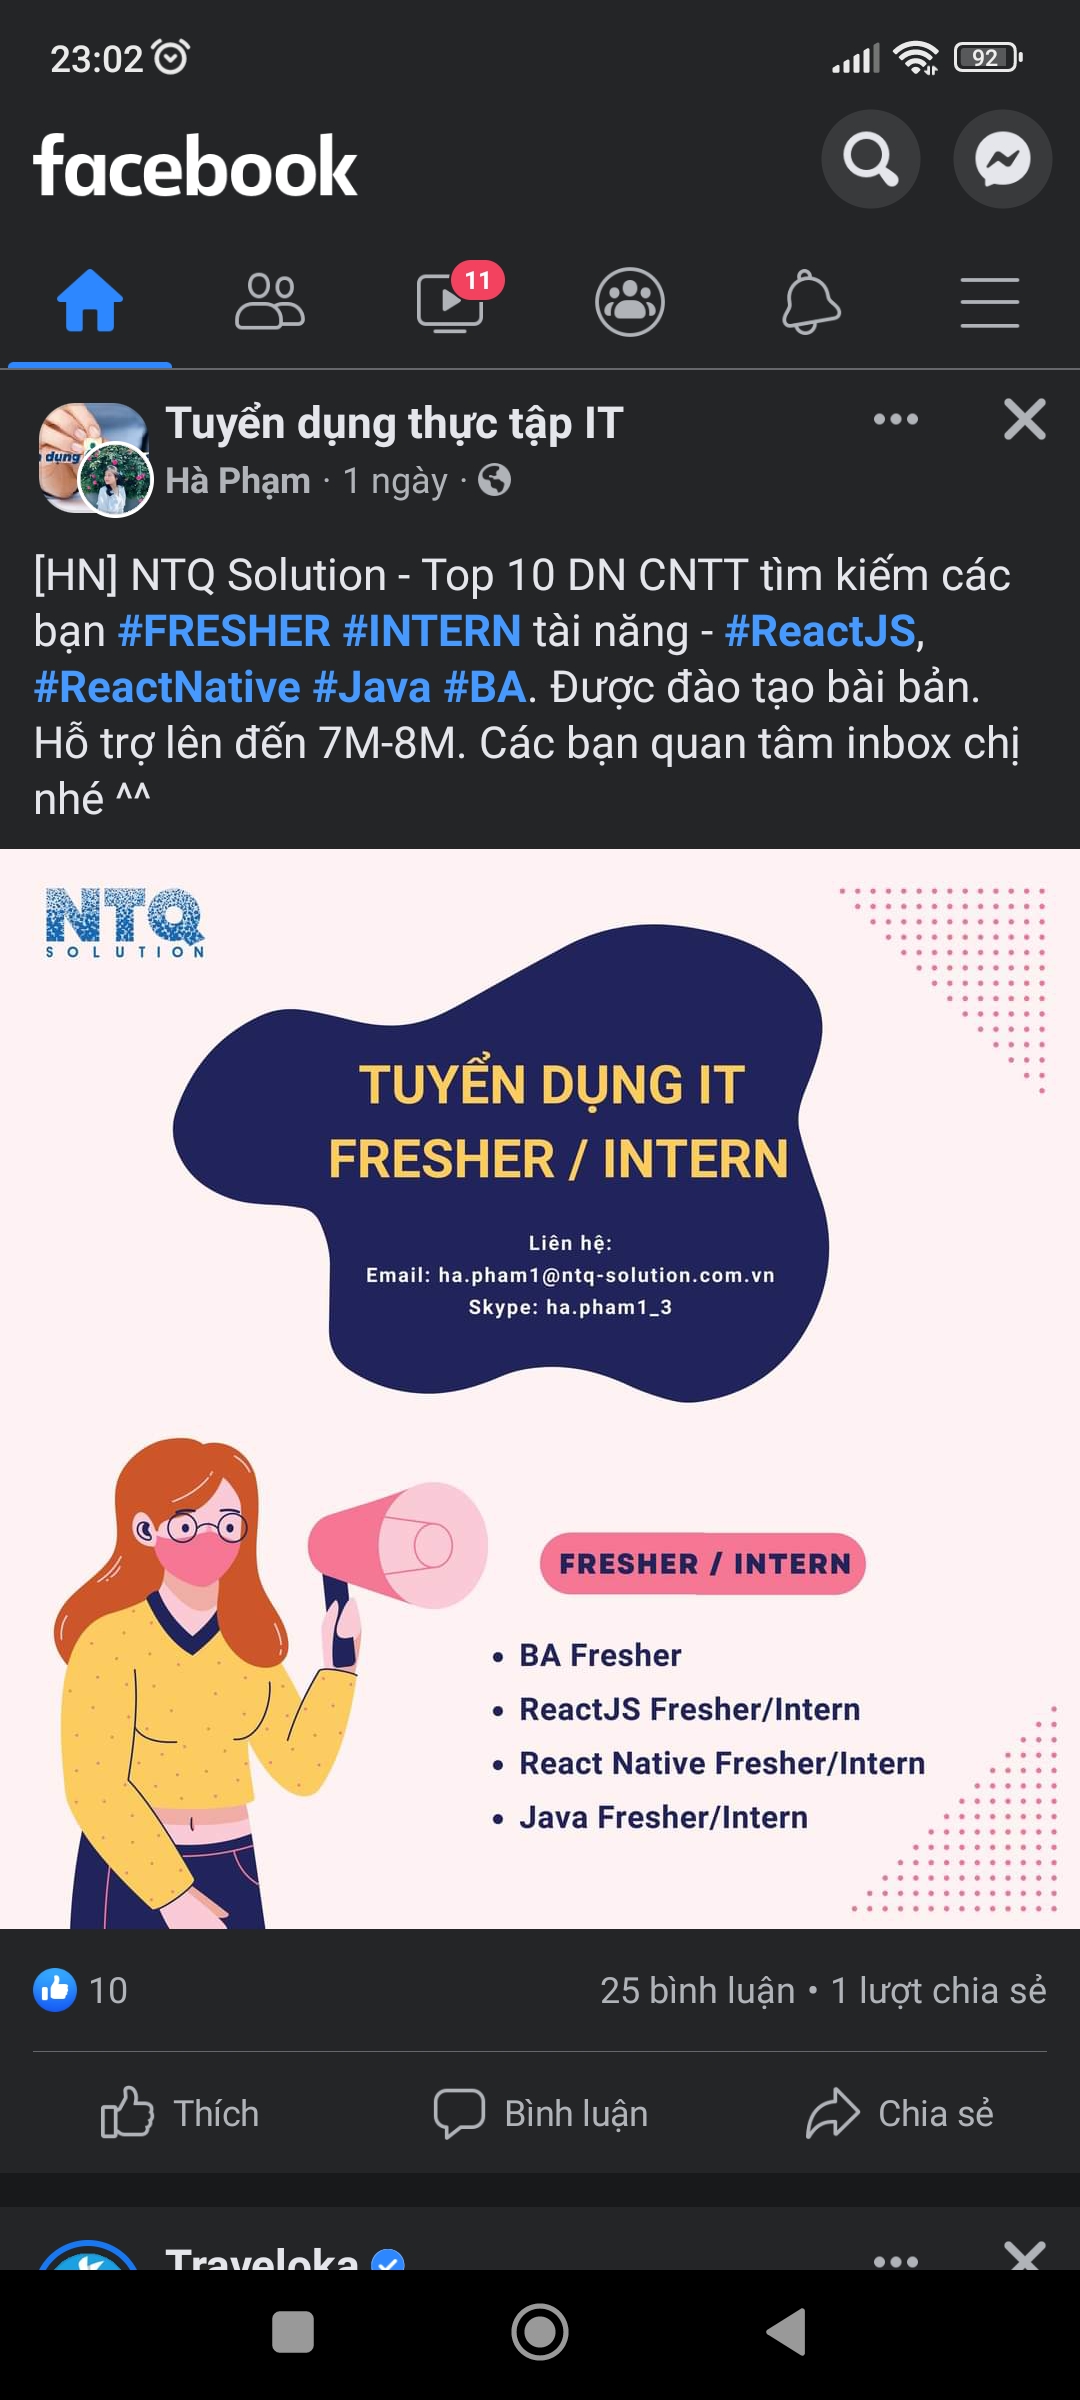 23:02
92
facebook
11
dụng
Tuyển dụng thực tập IT
Hà Phạm · 1 ngày ·
[HN] NTQ Solution - Top 10 DN CNTT tìm kiếm các
bạn #FRESHER #INTERN tài năng - #ReactJS,
#ReactNative #Java #BA. Được đào tạo bài bản.
Hỗ trợ lên đến 7M-8M. Các bạn quan tâm inbox chị
nhé ^^
NTQ
SOLUTION
TUYỂN DỤNG IT
FRESHER / INTERN
Liên hệ:
Email: ha.pham1@ntq-solution.com.vn
Skype: ha.pham1_3
FRESHER / INTERN
• BA Fresher
• ReactJS Fresher/Intern
• React Native Fresher/Intern
• Java Fresher/Intern
10
25 bình luận • 1 lượt chia sẻ
Thích
Bình luận
Chia sẻ
Traveloka